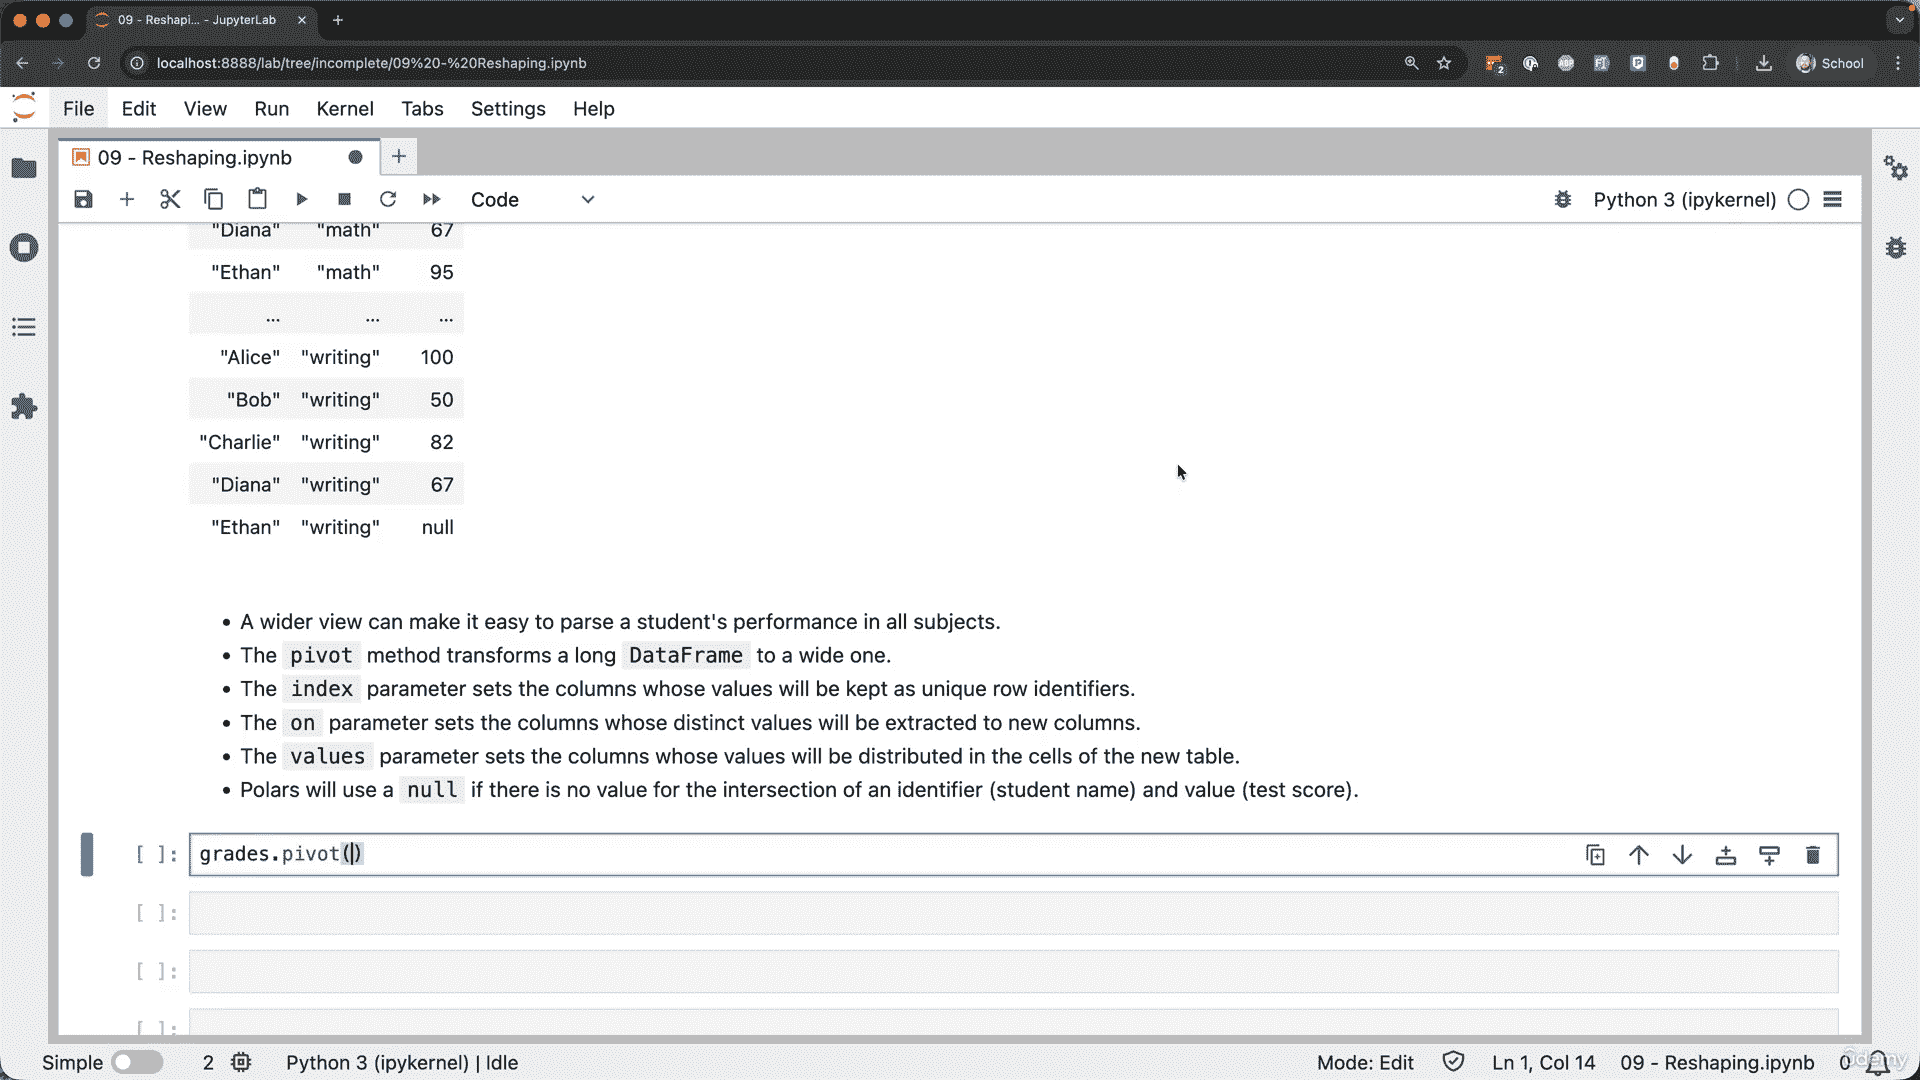 09 - Reshapi... - JupyterLab
localhost:8888/lab/tree/incomplete/09%20-%20Reshaping.ipynb
2
ABP
School
File Edit View Run Kernel Tabs Settings Help
09 - Reshaping.ipynb
Code
Python 3 (ipykernel)
"Diana" "math" 67
"Ethan" "math" 95
... ... ...
"Alice" "writing" 100
"Bob" "writing" 50
"Charlie" "writing" 82
"Diana" "writing" 67
"Ethan" "writing" null
• A wider view can make it easy to parse a student's performance in all subjects.
• The pivot method transforms a long DataFrame to a wide one.
• The index parameter sets the columns whose values will be kept as unique row identifiers.
• The on parameter sets the columns whose distinct values will be extracted to new columns.
• The values parameter sets the columns whose values will be distributed in the cells of the new table.
• Polars will use a null if there is no value for the intersection of an identifier (student name) and value (test score).
[ ]: grades.pivot()
[ ]:
[ ]:
[ ]:
Simple 2 Python 3 (ipykernel) | Idle Mode: Edit Ln 1, Col 14 09 - Reshaping.ipynb 0
udemy